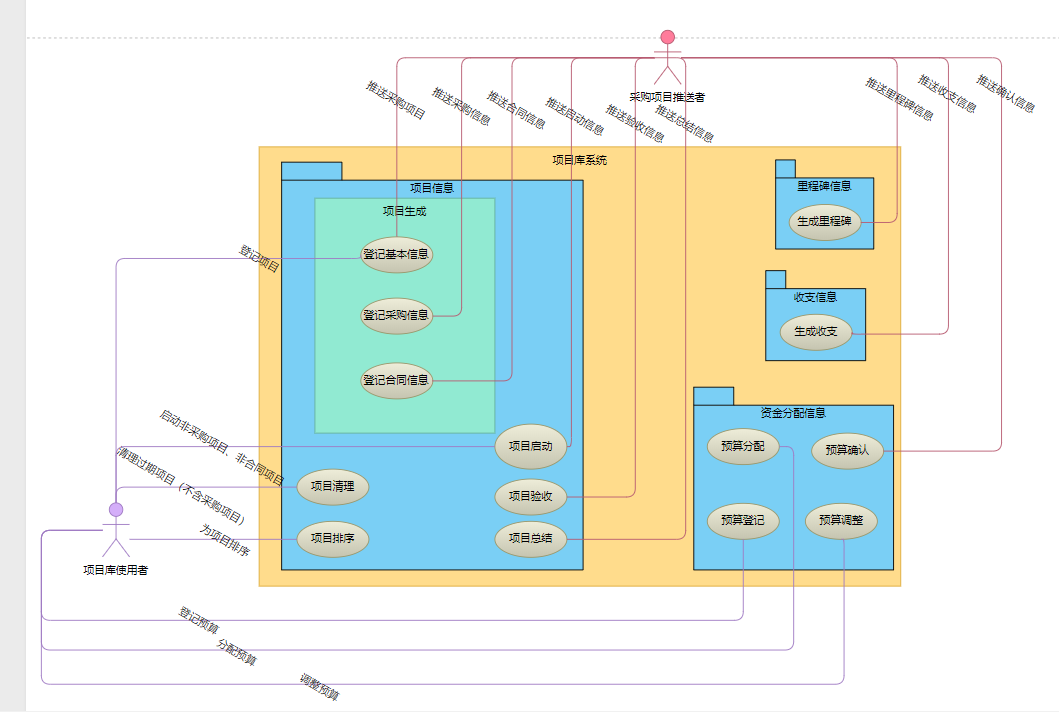 采购项目推送者
推送采购项目
推送采购信息
推送合同信息
推送启动信息
推送验收信息
推送总结信息
推送里程碑信息
推送收支信息
推送确认信息
项目库系统
项目信息
项目生成
登记基本信息
登记采购信息
登记合同信息
项目启动
项目清理
项目验收
项目排序
项目总结
里程碑信息
生成里程碑
收支信息
生成收支
资金分配信息
预算分配
预算确认
预算登记
预算调整
登记项目
启动非采购项目、非合同项目
清理过期项目（不含采购项目）
为项目排序
项目库使用者
登记预算
分配预算
调整预算